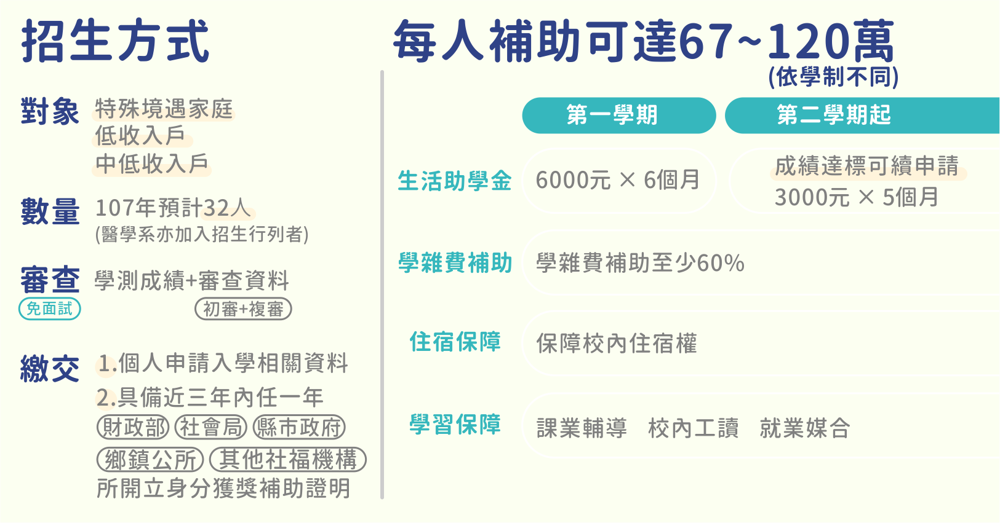 招生方式
對象
特殊境遇家庭
低收入戶
中低收入戶
數量
107年預計32人
(醫學系亦加入招生行列者)
審查
免面試
學測成績+審查資料
初審+複審
繳交
1.個人申請入學相關資料
2.具備近三年內任一年
財政部 社會局 縣市政府
鄉鎮公所 其他社福機構
所開立身分獲獎補助證明
每人補助可達67~120萬
(依學制不同)
第一學期 第二學期起
生活助學金 6000元 × 6個月
成績達標可續申請
3000元 × 5個月
學雜費補助 學雜費補助至少60%
住宿保障 保障校內住宿權
學習保障 課業輔導 校內工讀 就業媒合